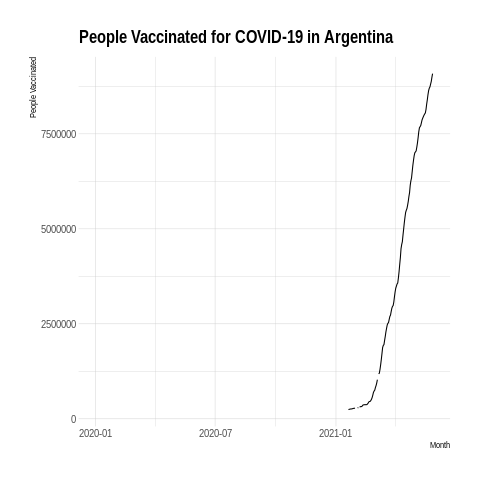 People Vaccinated for COVID-19 in Argentina
People Vaccinated
7500000
5000000
2500000
0
2020-01 2020-07 2021-01
Month